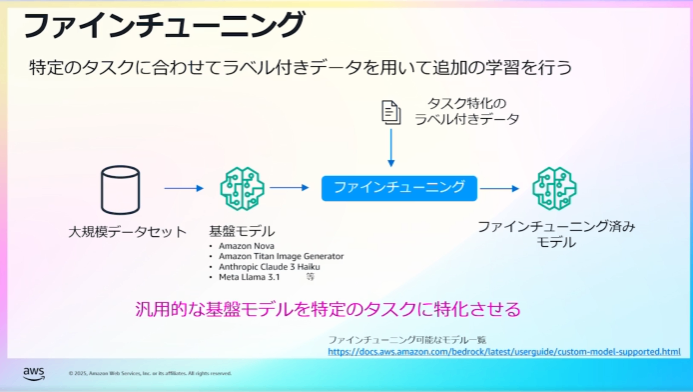 ファインチューニング
特定のタスクに合わせてラベル付きデータを用いて追加の学習を行う
タスク特化の
ラベル付きデータ
ファインチューニング
大規模データセット
基盤モデル
• Amazon Nova
• Amazon Titan Image Generator
• Anthropic Claude 3 Haiku
• Meta Llama 3.1 等
ファインチューニング済み
モデル
汎用的な基盤モデルを特定のタスクに特化させる
ファインチューニング可能なモデル一覧
https://docs.aws.amazon.com/bedrock/latest/userguide/custom-model-supported.html
aws
© 2025, Amazon Web Services, Inc. or its affiliates. All rights reserved.